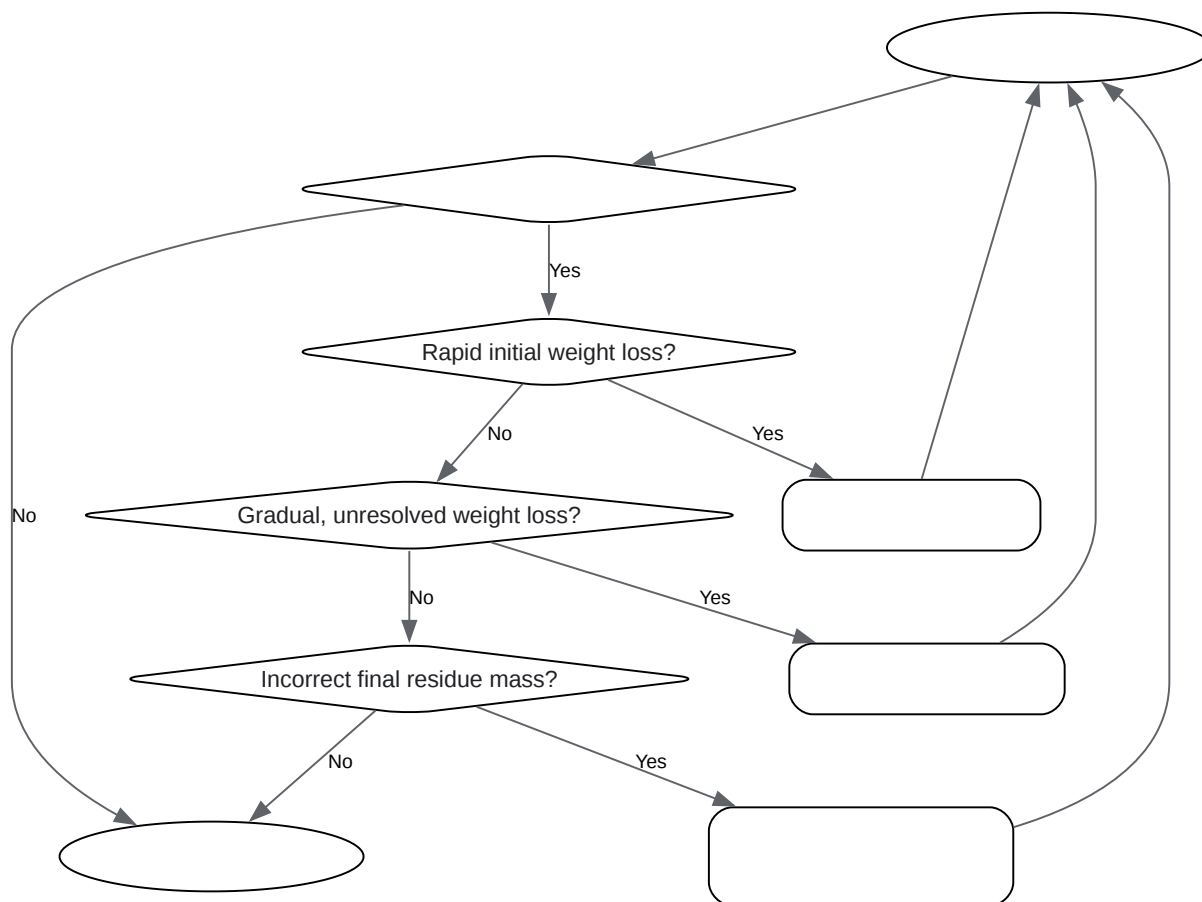 Yes
Rapid initial weight loss?
No
Yes
Gradual, unresolved weight loss?
No
No
Yes
Incorrect final residue mass?
No
Yes